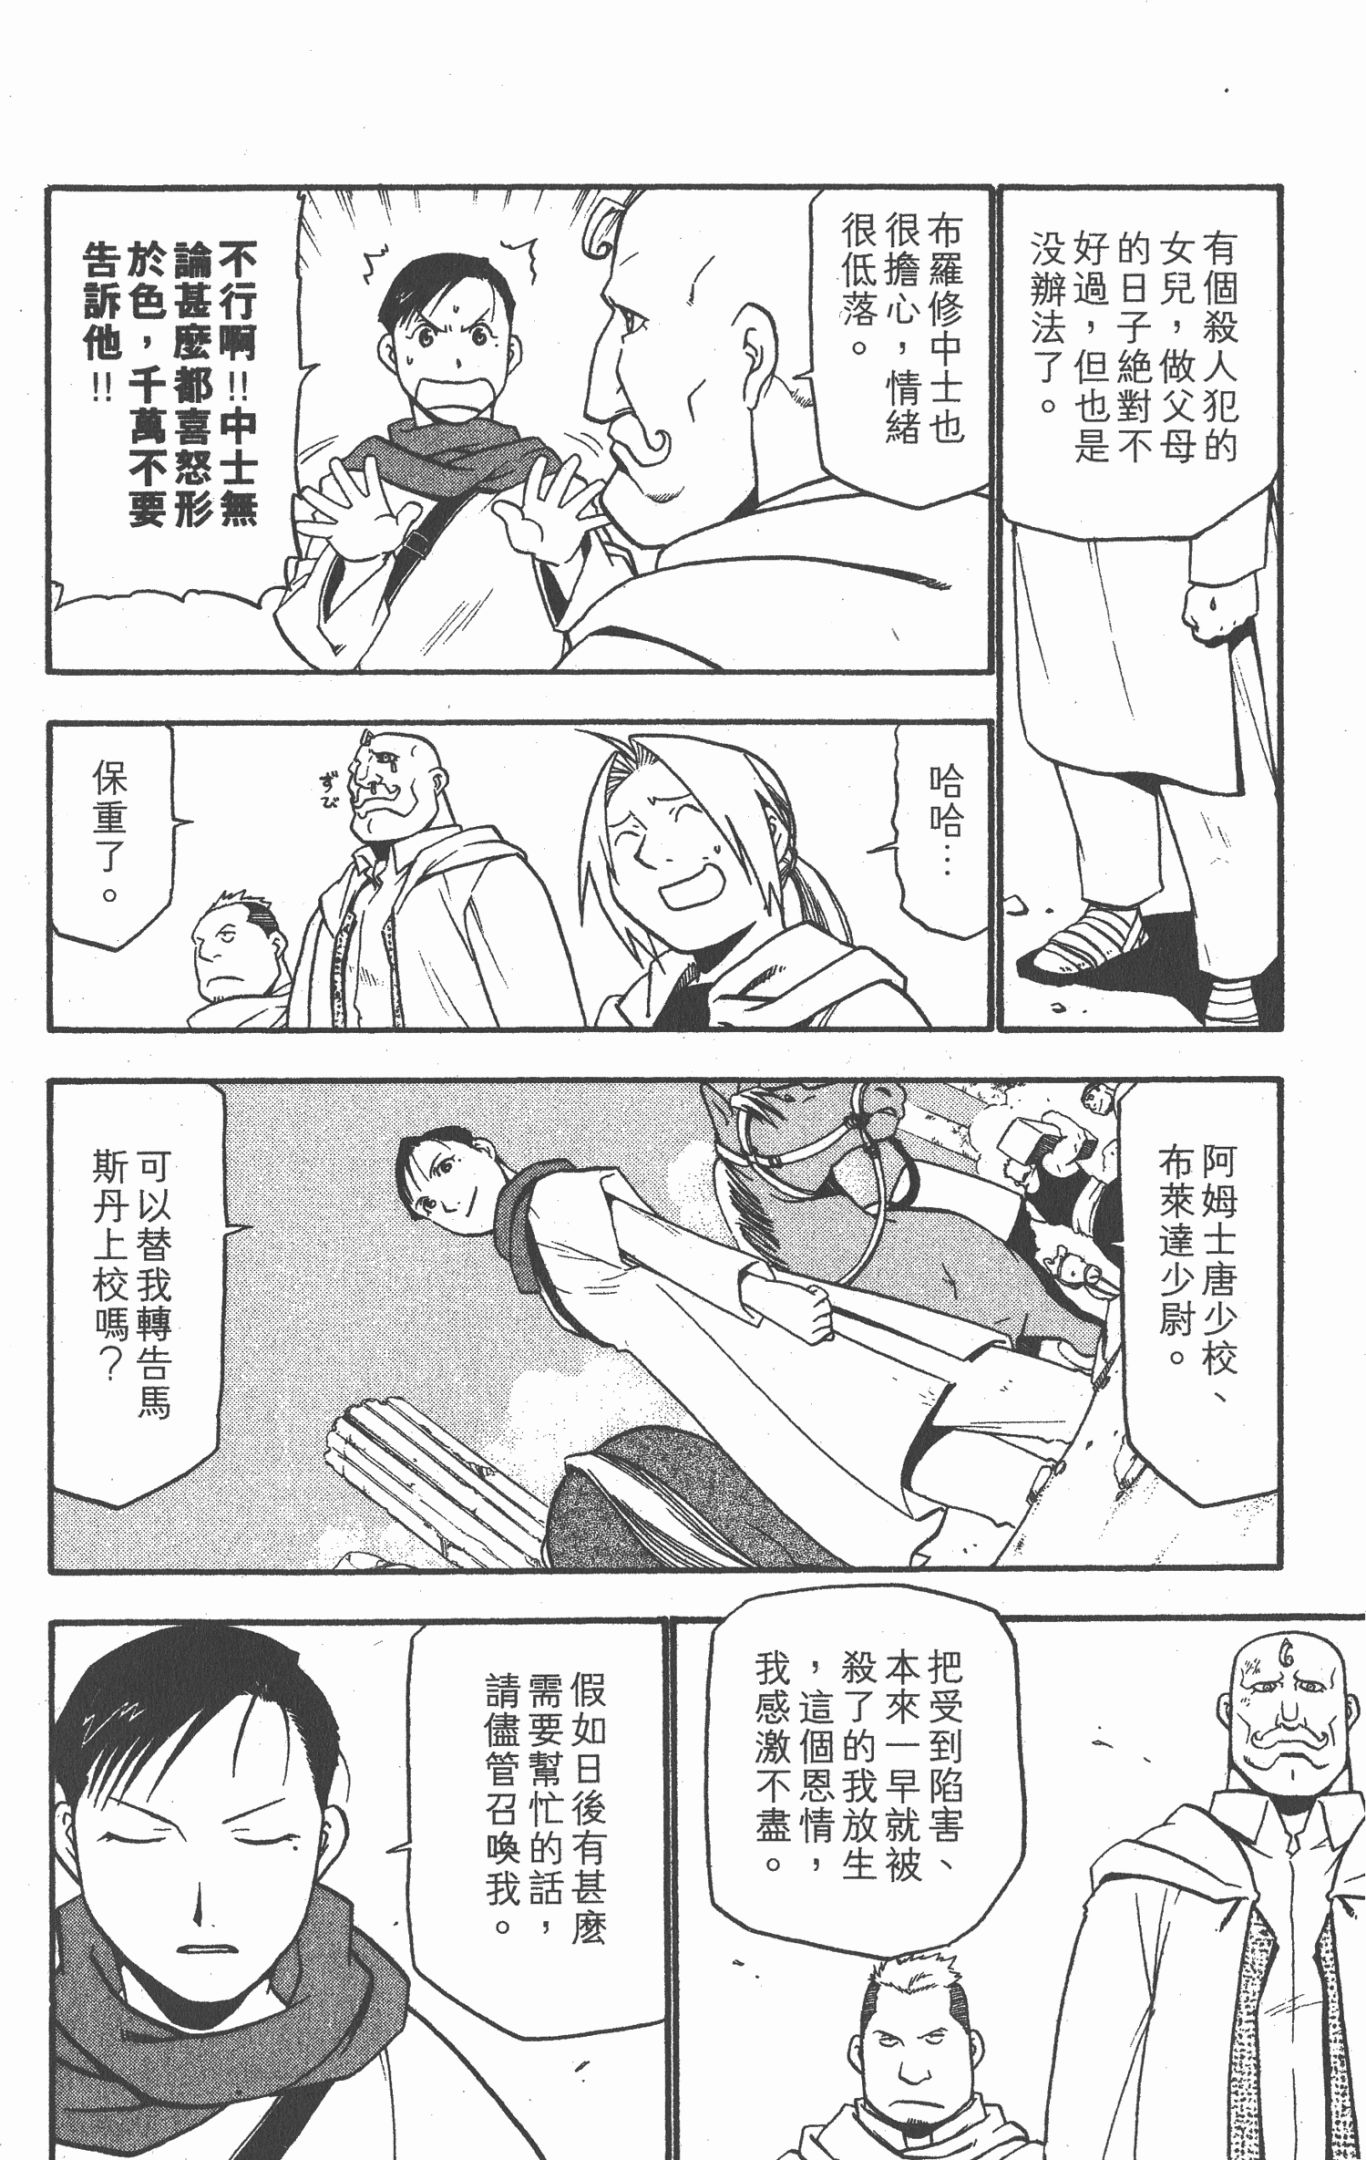 有個殺人犯的
女兒，做父母
的日子絕對不
好過，但也是
没辦法了。
布羅修中士也
很擔心，情緒
很低落。
不行啊!!中士無
論甚麼都喜怒形
於色，千萬不要
告訴他!!
哈哈…
ずび
保重了。
阿姆士唐少校、
布萊達少尉。
可以替我轉告馬
斯丹上校嗎？
把受到陷害、
本來一早就被
殺了的我放生
，這個恩情，
我感激不盡。
假如日後有甚麼
需要幫忙的話，
請儘管召喚我。